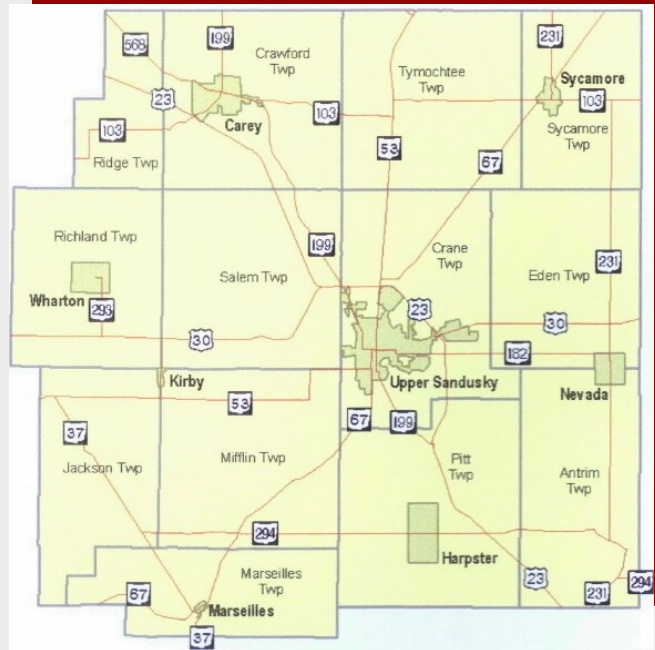 199
231
568
Crawford
Twp
Tymochtee
Twp
Sycamore
23
103
103
Carey
103
Sycamore
Twp
53
67
Ridge Twp
Richland Twp
199
Crane
Twp
231
Salem Twp
Eden Twp
Wharton
293
23
30
30
182
Kirby
Upper Sandusky
Nevada
53
67
199
37
Jackson Twp
Mifflin Twp
Pitt
Twp
Antrim
Twp
294
Harpster
Marseilles
Twp
23
294
67
231
Marseilles
37